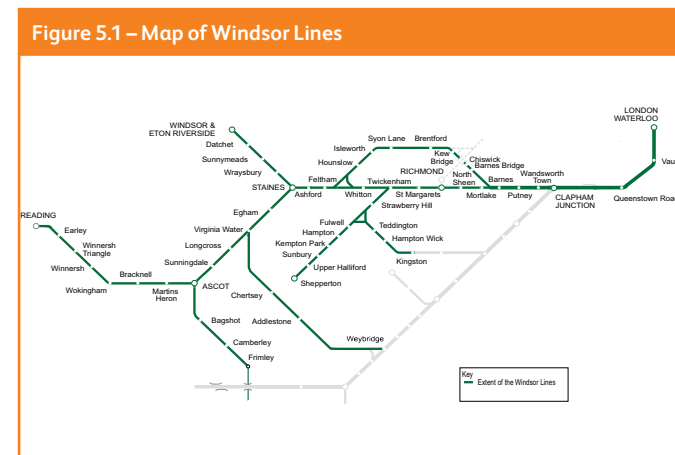 Figure 5.1 – Map of Windsor Lines
LONDON
WATERLOO
WINDSOR &
ETON RIVERSIDE
Datchet
Sunnymeads
Wraysbury
STAINES
Ashford
Feltham
Hounslow
Isleworth
Syon Lane
Brentford
Kew
Bridge
Chiswick
Barnes Bridge
RICHMOND
North
Sheen
Barnes
Wandsworth
Town
Vau
Whitton
Twickenham
St Margarets
Mortlake
Putney
CLAPHAM
JUNCTION
Queenstown Roa
Strawberry Hill
Fulwell
Hampton
Kempton Park
Sunbury
Upper Halliford
Shepperton
Teddington
Hampton Wick
Kingston
Egham
Virginia Water
Longcross
Sunningdale
READING
Earley
Winnersh
Triangle
Winnersh
Wokingham
Bracknell
Martins
Heron
ASCOT
Chertsey
Addlestone
Weybridge
Bagshot
Camberley
Frimley
Key
Extent of the Windsor Lines